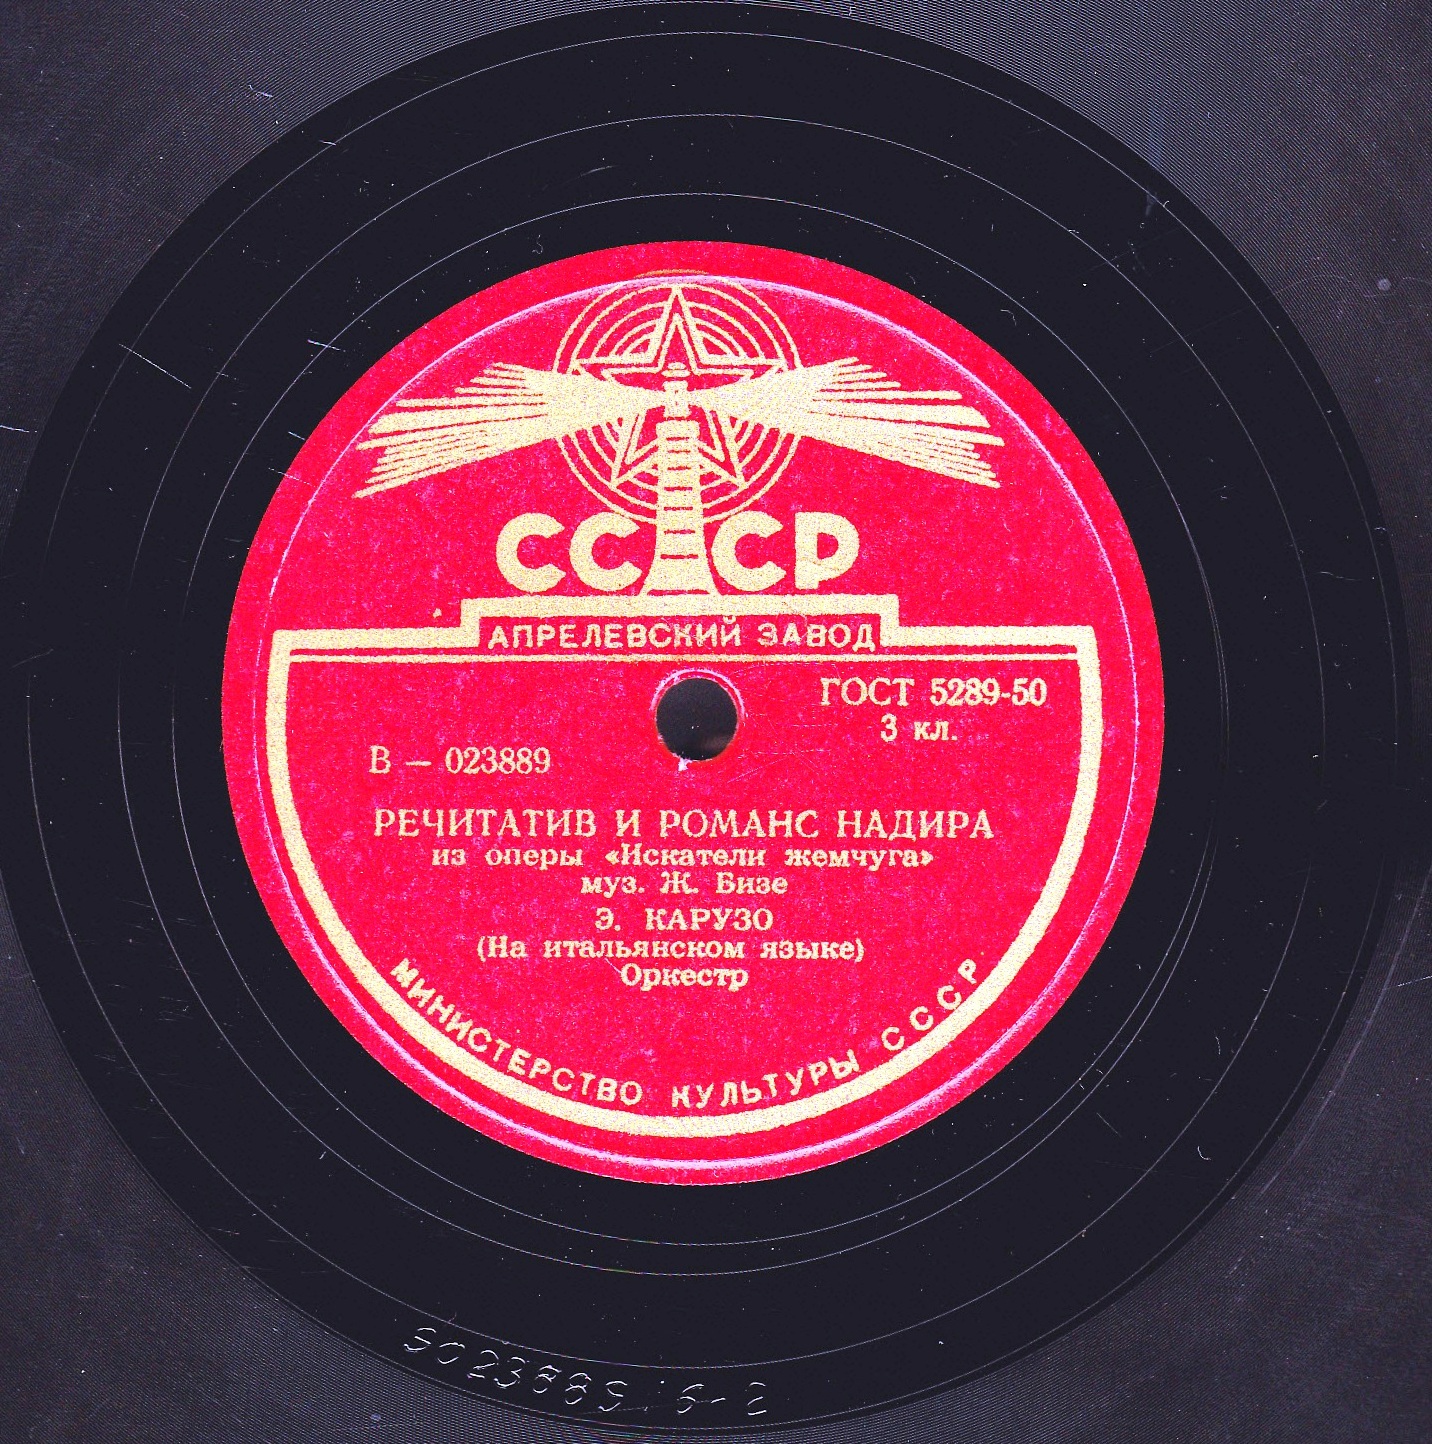 СССР
АПРЕЛЕВСКИЙ ЗАВОД
ГОСТ 5289-50
3 кл.
В — 023889
РЕЧИТАТИВ И РОМАНС НАДИРА
из оперы «Искатели жемчуга»
муз. Ж. Бизе
Э. КАРУЗО
(На итальянском языке)
Оркестр
МИНИСТЕРСТВО КУЛЬТУРЫ СССР